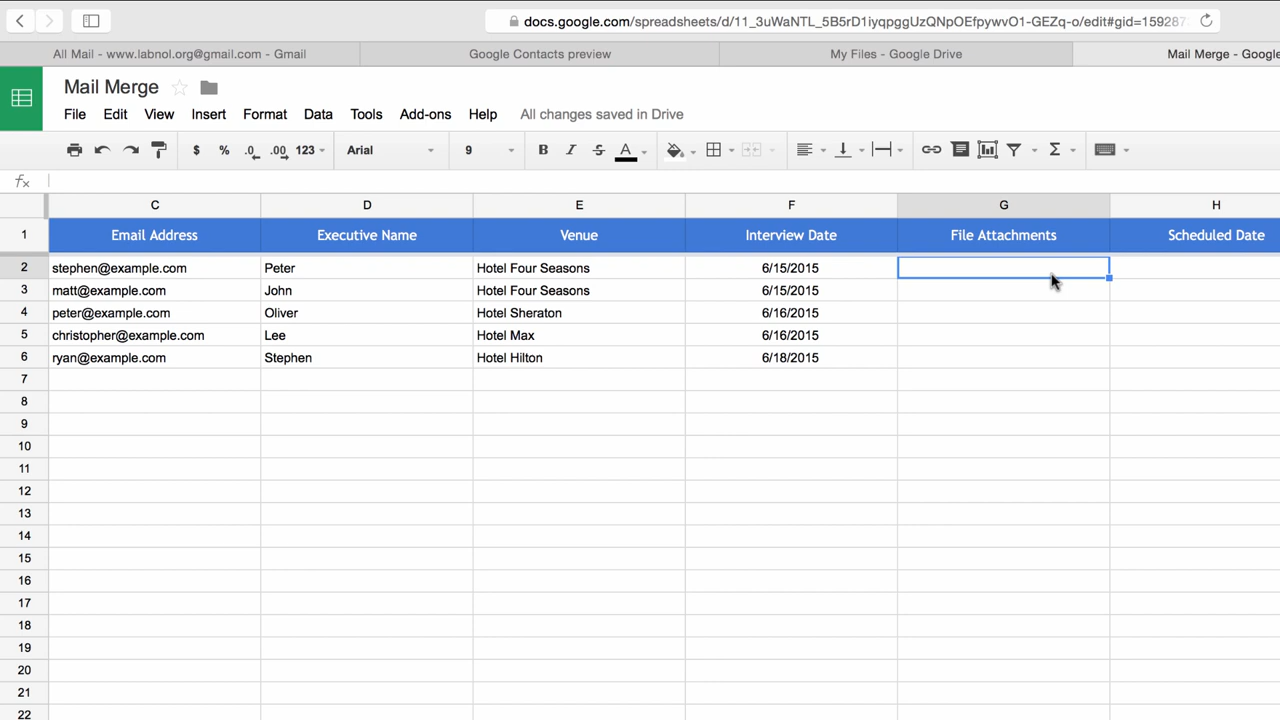 docs.google.com/spreadsheets/d/11_3uWaNTL_5B5rD1iyqpggUzQNpOEfpywvO1-GEZq-o/edit#gid=159287
All Mail - www.labnol.org@gmail.com - Gmail Google Contacts preview My Files - Google Drive Mail Merge - Google
Mail Merge
File Edit View Insert Format Data Tools Add-ons Help All changes saved in Drive
$ % .0 .00 123 Arial 9 B I S A Σ
fx
C D E F G H
1 Email Address Executive Name Venue Interview Date File Attachments Scheduled Date
2 stephen@example.com Peter Hotel Four Seasons 6/15/2015
3 matt@example.com John Hotel Four Seasons 6/15/2015
4 peter@example.com Oliver Hotel Sheraton 6/16/2015
5 christopher@example.com Lee Hotel Max 6/16/2015
6 ryan@example.com Stephen Hotel Hilton 6/18/2015
7
8
9
10
11
12
13
14
15
16
17
18
19
20
21
22